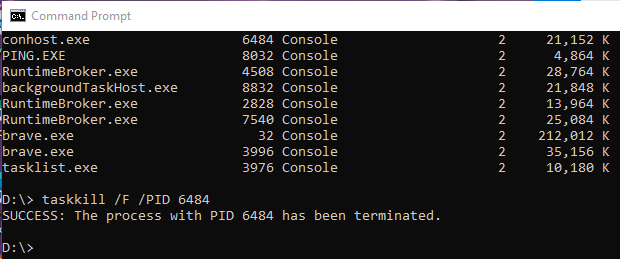 Command Prompt
conhost.exe                   6484 Console                    2     21,152 K
PING.EXE                      8032 Console                    2      4,864 K
RuntimeBroker.exe             4508 Console                    2     28,764 K
backgroundTaskHost.exe        8832 Console                    2     21,848 K
RuntimeBroker.exe             2828 Console                    2     13,964 K
RuntimeBroker.exe             7540 Console                    2     25,084 K
brave.exe                       32 Console                    2    212,012 K
brave.exe                     3996 Console                    2     35,156 K
tasklist.exe                  3976 Console                    2     10,180 K
D:\> taskkill /F /PID 6484
SUCCESS: The process with PID 6484 has been terminated.
D:\>